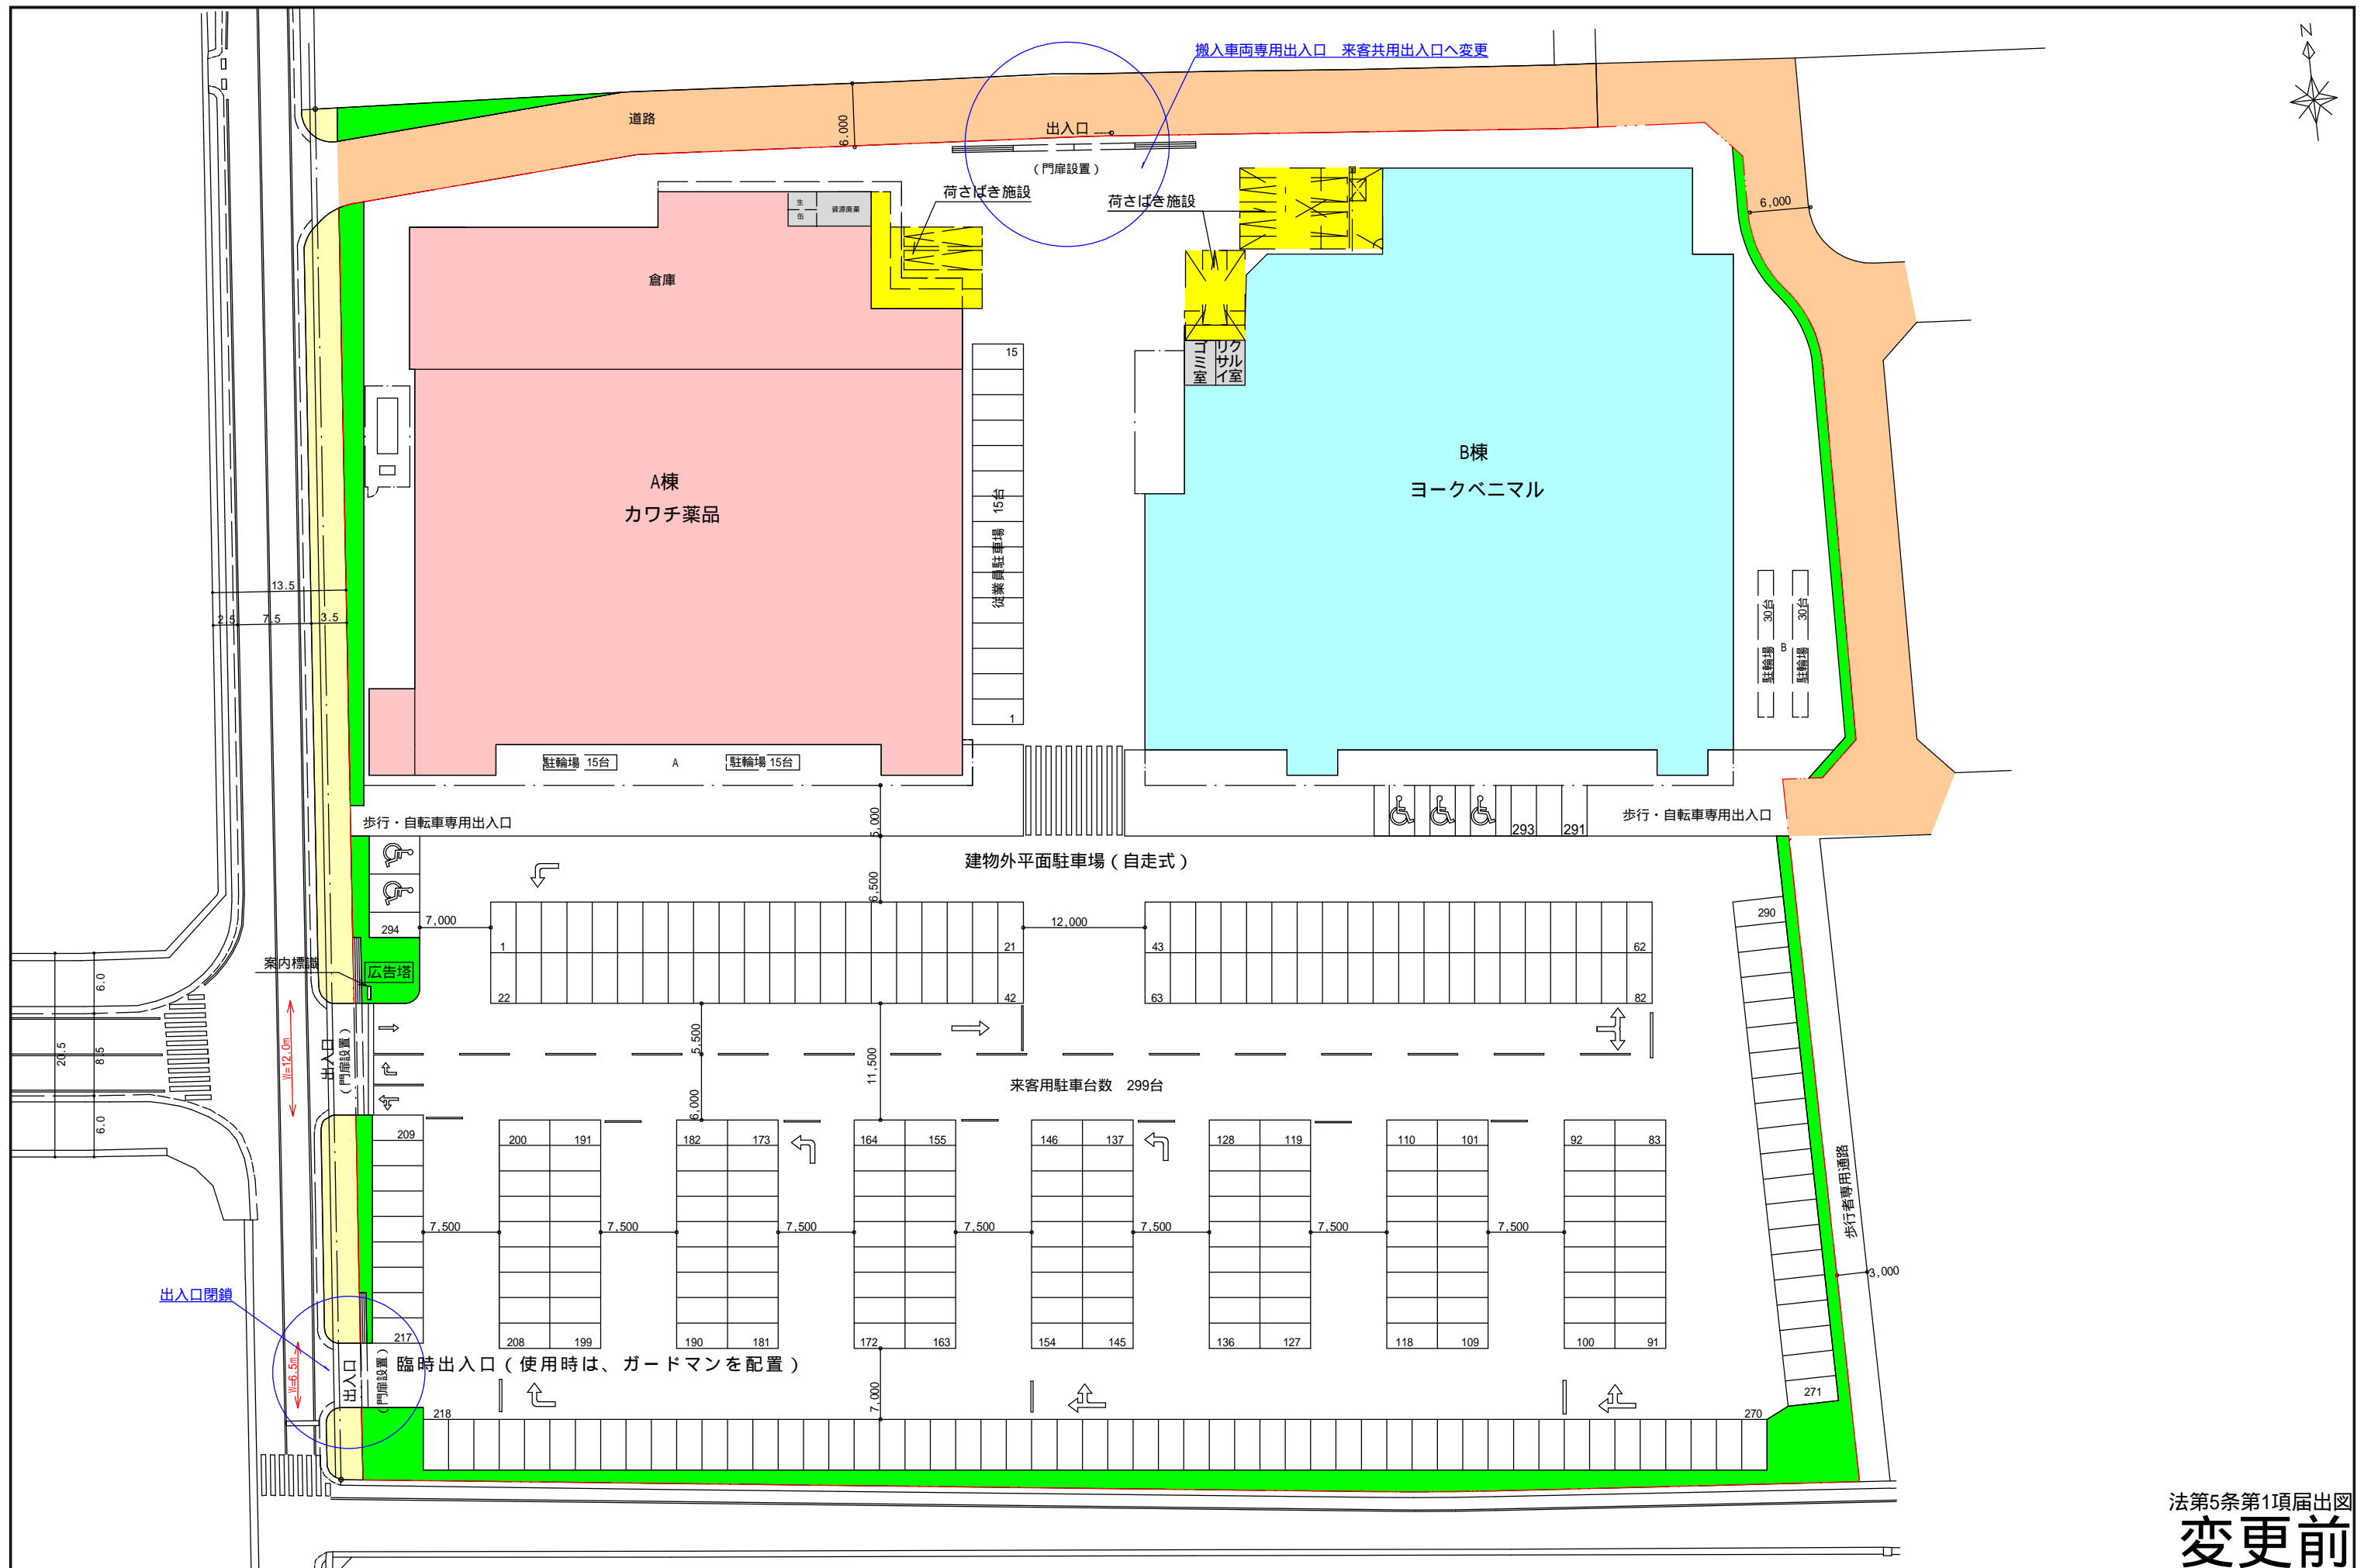 搬入車両専用出入口　来客共用出入口へ変更
N
道路
6.000
出入口
(門扉設置)
荷さばき施設
荷さばき施設
生
缶
資源廃棄
6,000
倉庫
ゴミ室
リサイクル室
15
従業員駐車場 15台
1
A棟
カワチ薬品
B棟
ヨークベニマル
13.5
2.5
7.5
3.5
駐輪場 30台
B
駐輪場 30台
駐輪場 15台
A
駐輪場 15台
歩行・自転車専用出入口
5,000
293
291
歩行・自転車専用出入口
建物外平面駐車場(自走式)
6,500
294
7,000
12,000
290
1
21
43
62
案内標識
広告塔
22
42
63
82
6.0
20.5
8.5
6.0
W=12.0m
出入口
(門扉設置)
5,500
11,500
6,000
来客用駐車台数　299台
209
200
191
182
173
164
155
146
137
128
119
110
101
92
83
歩行者専用通路
7,500
7,500
7,500
7,500
7,500
7,500
7,500
3,000
出入口閉鎖
217
208
199
190
181
172
163
154
145
136
127
118
109
100
91
W=6.5m
出入口
(門扉設置)
臨時出入口(使用時は、ガードマンを配置)
7,000
271
218
270
法第5条第1項届出図
変更前